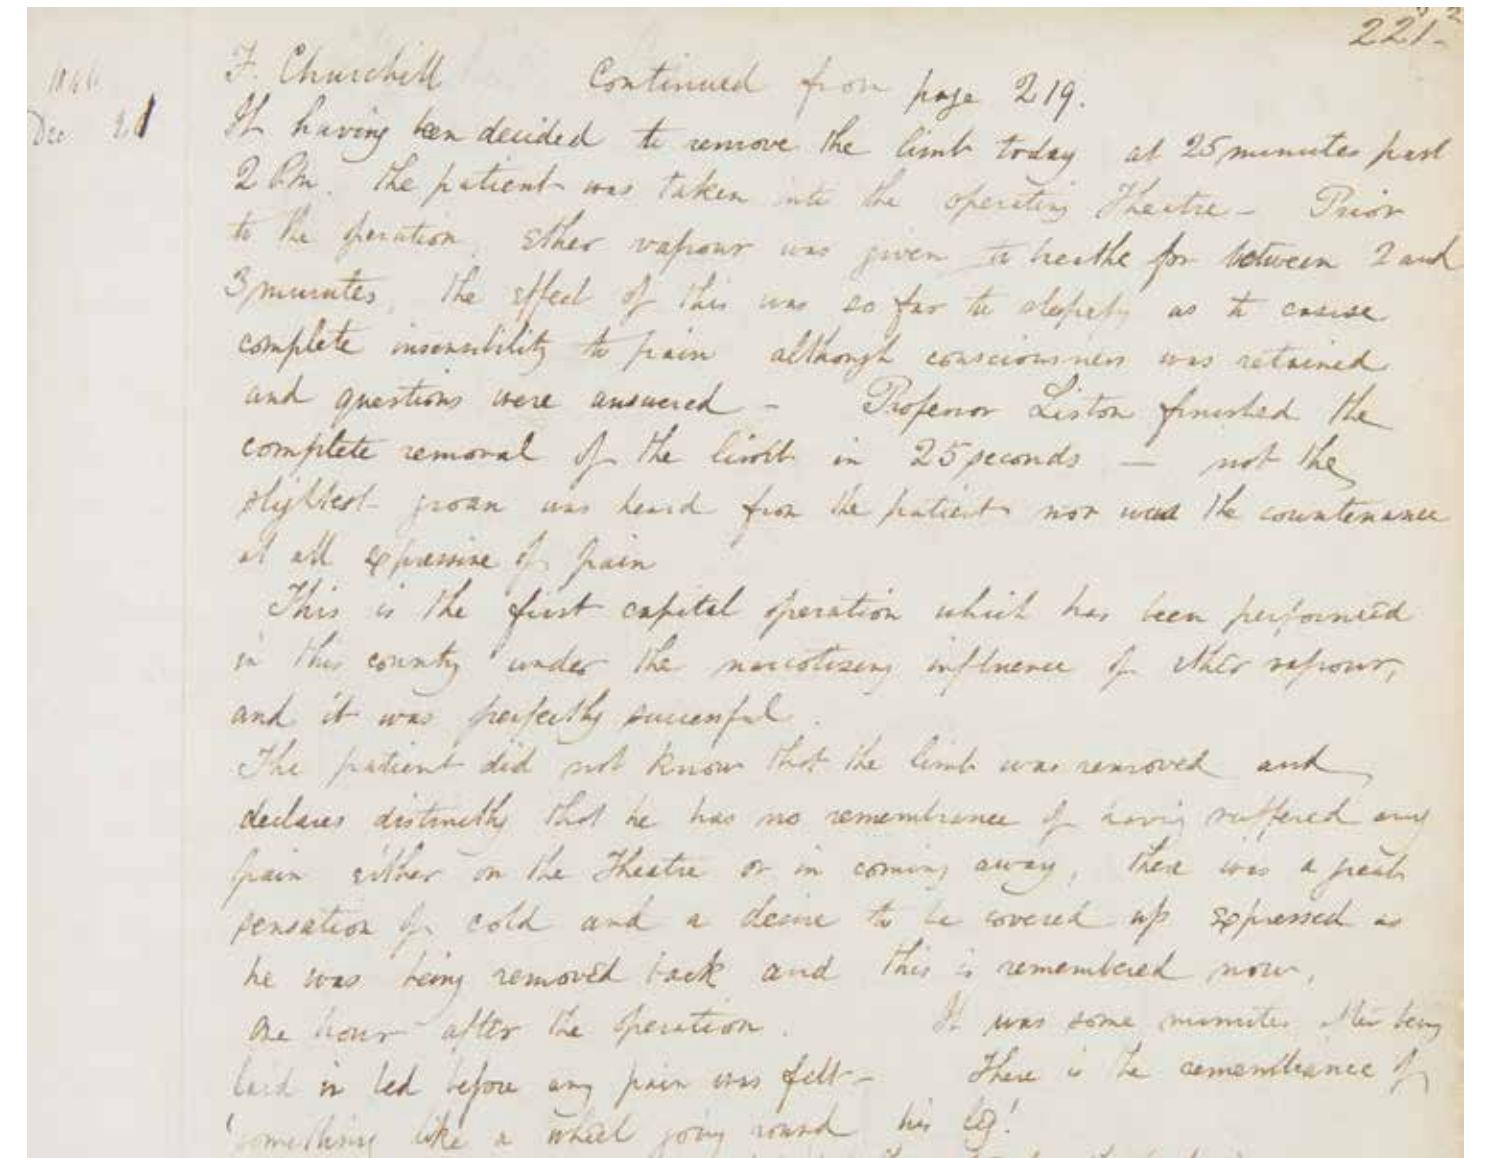 221.
1846
Dec 21
F. Churchill Continued from page 219.
It having been decided to remove the limb today at 25 minutes past
2 P.m. the patient was taken into the operating Theatre – Prior
to the operation, Ether vapour was given to breathe for between 2 and
3 minutes, the effect of this was so far to as to cause
complete insensibility to pain although consciousness was retained
and questions were answered – Professor Liston finished the
complete removal of the limb in 25 seconds — not the
slightest groan was heard from the patient nor was the countenance
at all expressive of pain
This is the first capital operation which has been performed
in this county under the narcotizing influence of ether vapour,
and it was perfectly successful.
The patient did not know that the limb was removed and
declares distinctly that he has no remembrance of having suffered any
pain either on the Theatre or in coming away, there was a great
sensation of cold and a desire to be covered up expressed as
he was being removed back and this is remembered now,
one hour after the operation. It was some minutes after being
laid in bed before any pain was felt – There is the remembrance of
'something like a wheel going round his leg'